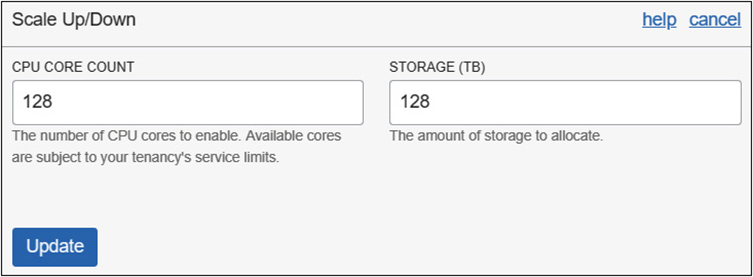 Scale Up/Down help cancel
CPU CORE COUNT STORAGE (TB)
128 128
The number of CPU cores to enable. Available cores The amount of storage to allocate.
are subject to your tenancy's service limits.
Update